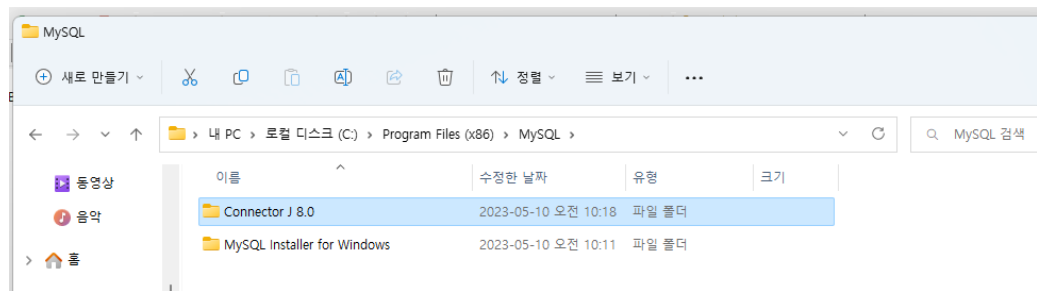 MySQL
새로 만들기 정렬 보기 ...
내 PC > 로컬 디스크 (C:) > Program Files (x86) > MySQL > MySQL 검색
동영상
음악
홈
이름 수정한 날짜 유형 크기
Connector J 8.0 2023-05-10 오전 10:18 파일 폴더
MySQL Installer for Windows 2023-05-10 오전 10:11 파일 폴더